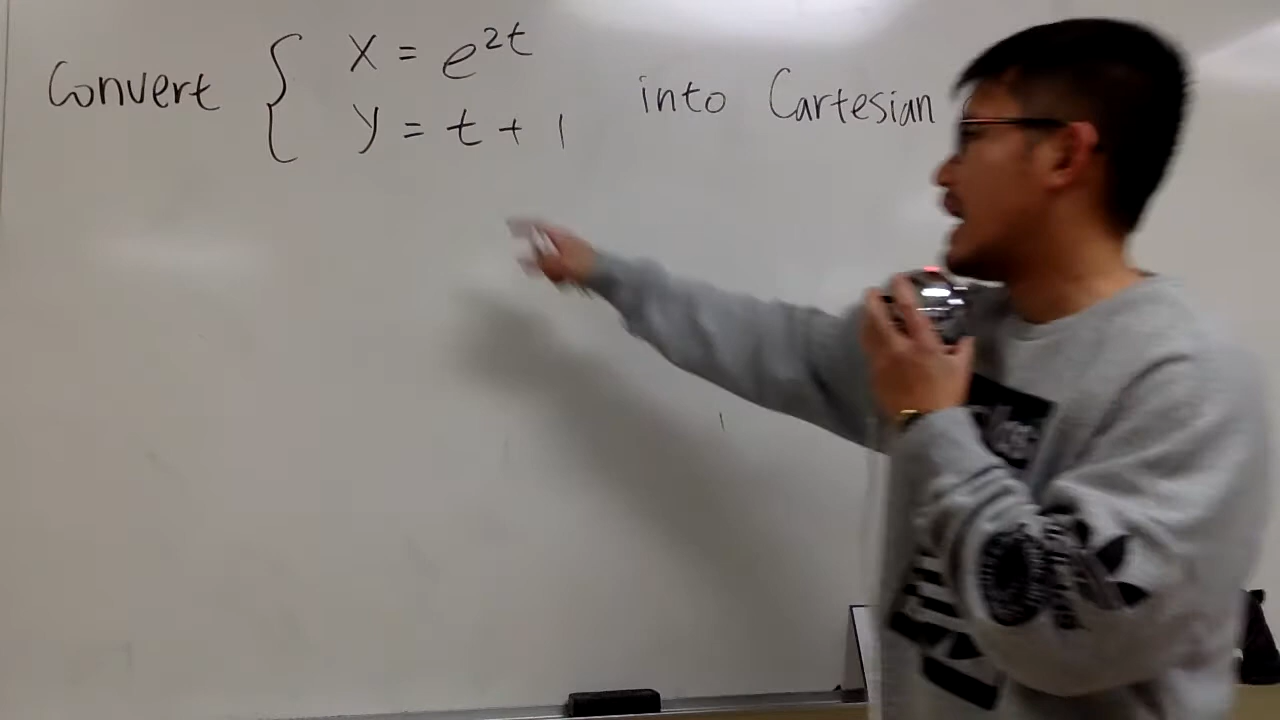 Convert { x = e^{2t} into Cartesian
y = t + 1